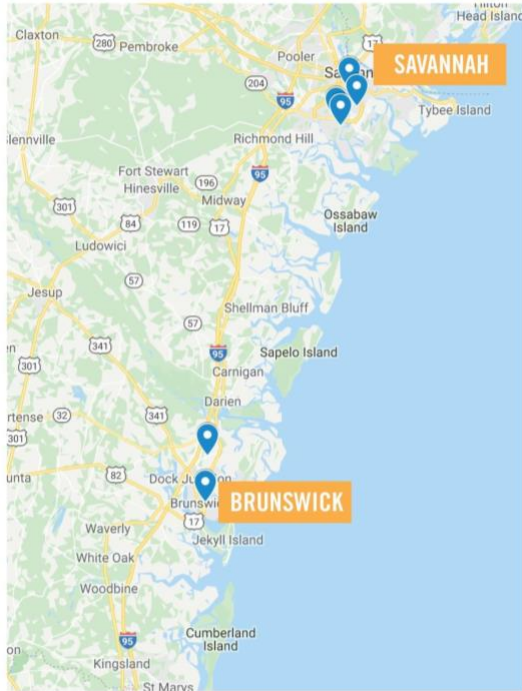 Hilton
Head Island
Claxton
17
280
Pembroke
Pooler
SAVANNAH
204
95
Tybee Island
Richmond Hill
Fort Stewart
Hinesville
196
95
301
Midway
Ossabaw
Island
84
119
17
Ludowici
57
Jesup
Shellman Bluff
57
341
95
Sapelo Island
301
Carnigan
Darien
32
341
301
82
Dock
BRUNSWICK
17
Waverly
Jekyll Island
White Oak
Woodbine
Cumberland
Island
95
Kingsland
St Marys